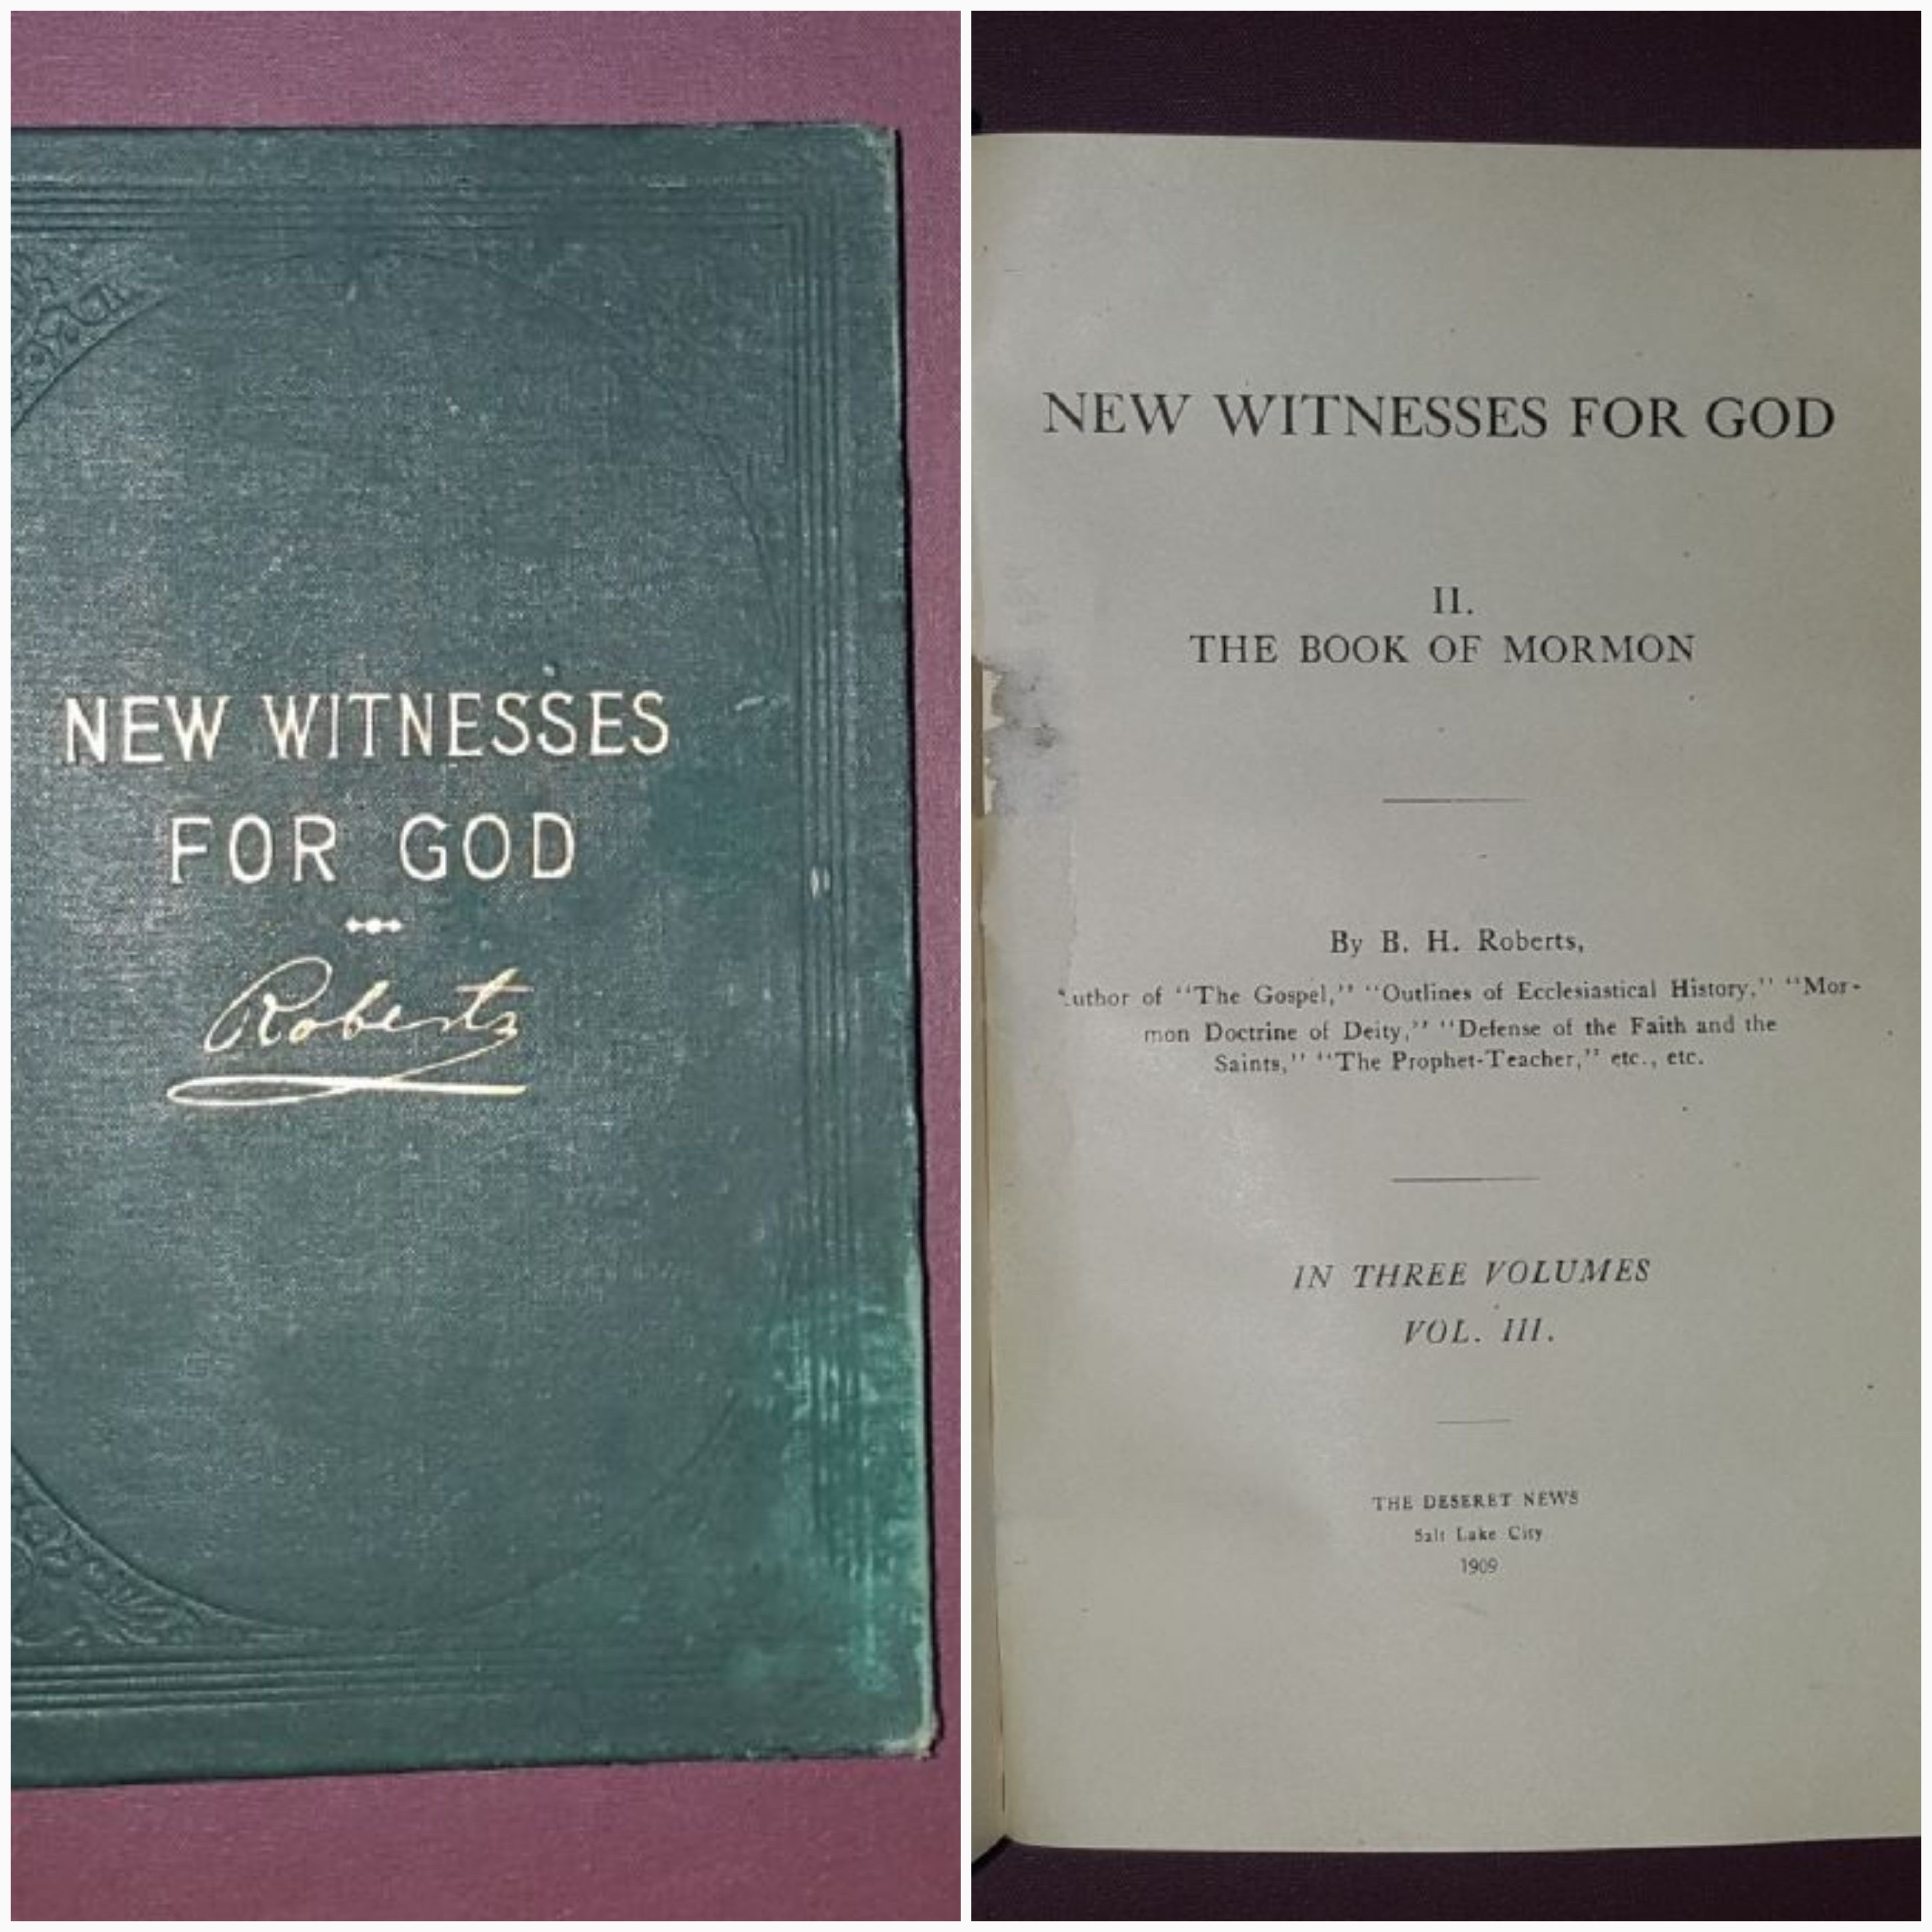 NEW WITNESSES
FOR GOD
Roberts
NEW WITNESSES FOR GOD
II.
THE BOOK OF MORMON
By B. H. Roberts,
uthor of "The Gospel," "Outlines of Ecclesiastical History," "Mor-
mon Doctrine of Deity," "Defense of the Faith and the
Saints," "The Prophet-Teacher," etc., etc.
IN THREE VOLUMES
VOL. III.
THE DESERET NEWS
Salt Lake City
1909